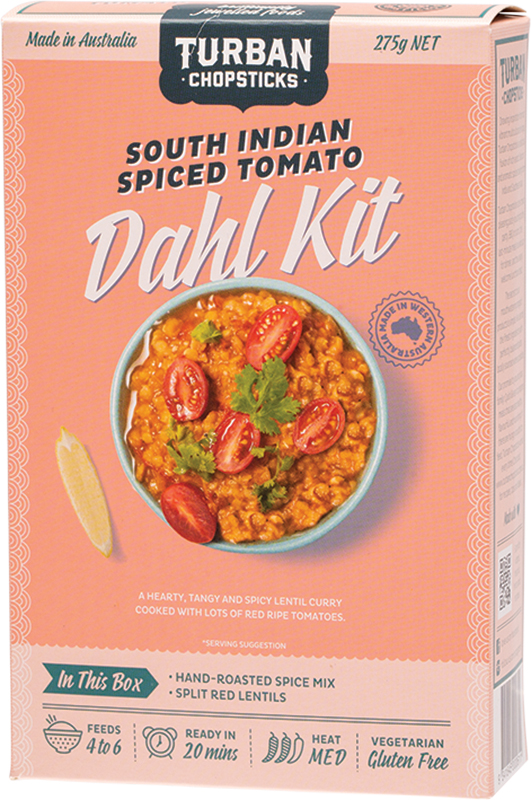 Made in Australia
TURBAN
· CHOPSTICKS ·
275g NET
SOUTH INDIAN
SPICED TOMATO
Dahl Kit
MADE IN WESTERN AUSTRALIA
A HEARTY, TANGY AND SPICY LENTIL CURRY
COOKED WITH LOTS OF RED RIPE TOMATOES.
*SERVING SUGGESTION
In This Box
· HAND-ROASTED SPICE MIX
· SPLIT RED LENTILS
FEEDS
4 to 6
READY IN
20 mins
HEAT
MED
VEGETARIAN
Gluten Free
TURBAN
· CHOPSTICKS ·